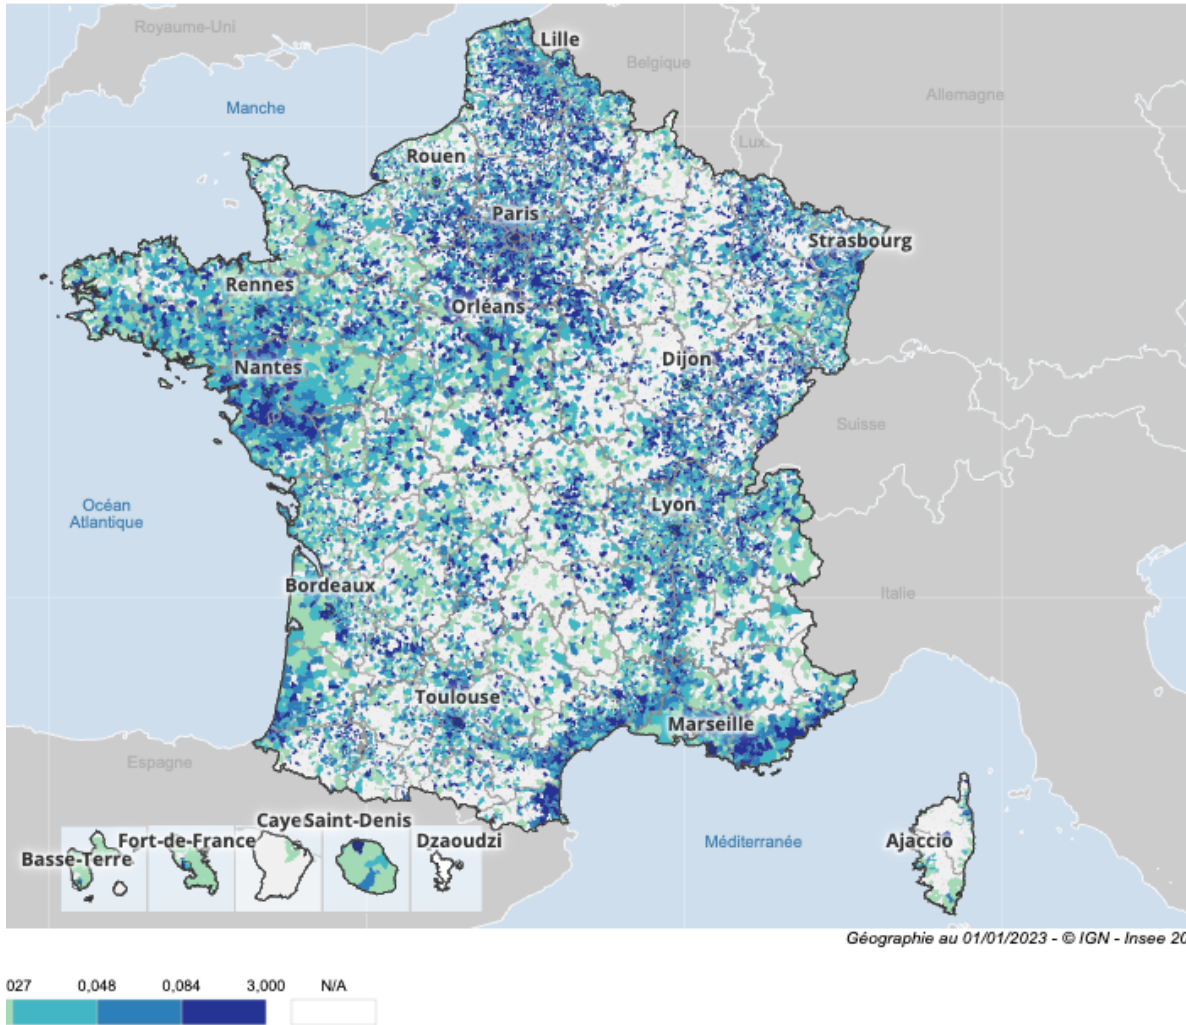 Royaume-Uni
Lille
Belgique
Allemagne
Manche
Lux.
Rouen
Paris
Strasbourg
Rennes
Orléans
Dijon
Nantes
Suisse
Océan
Atlantique
Lyon
Bordeaux
Italie
Toulouse
Marseille
Espagne
Caye
Saint-Denis
Fort-de-France
Dzaoudzi
Basse-Terre
Méditerranée
Ajaccio
Géographie au 01/01/2023 - © IGN - Insee 20
027 0,048 0,084 3,000 N/A